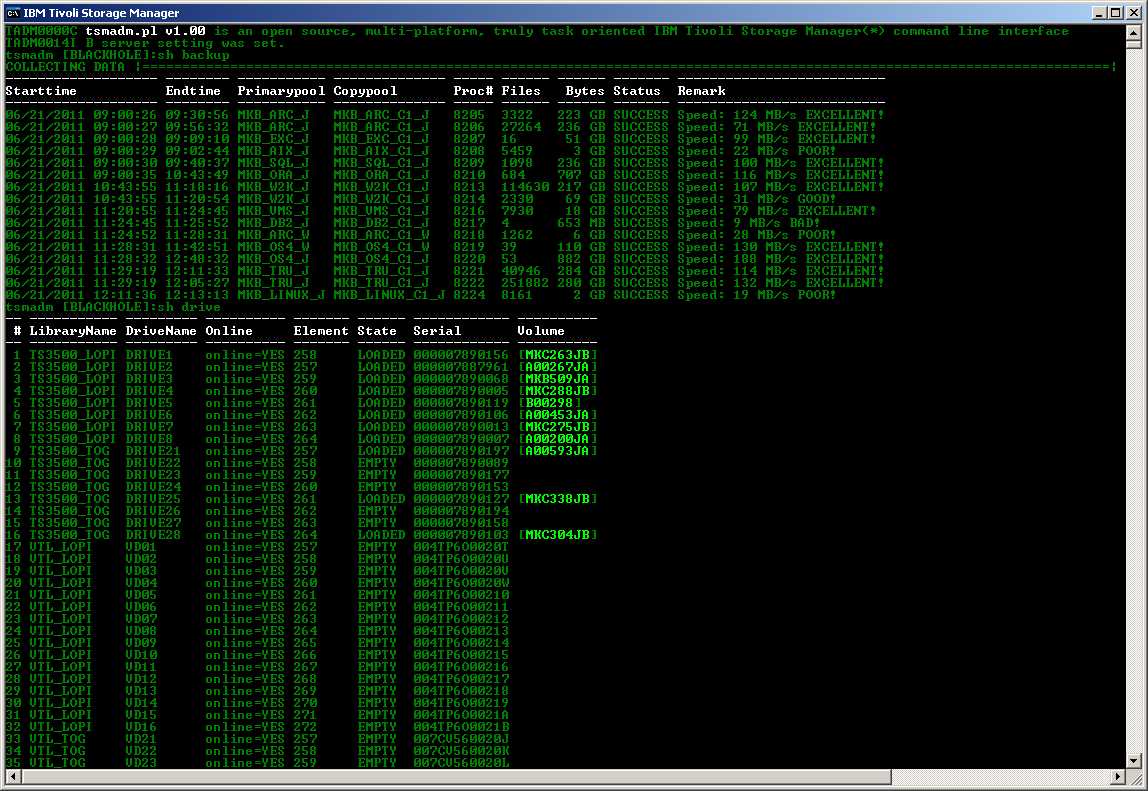 IBM Tivoli Storage Manager
TADM0000C tsmadm.pl v1.00 is an open source, multi-platform, truly task oriented IBM Tivoli Storage Manager(*) command line interface
TADM0014I B server setting was set.
tsmadm [BLACKHOLE]:sh backup
COLLECTING DATA |=========================================================================================================================|
Starttime Endtime Primarypool Copypool Proc# Files Bytes Status Remark
06/21/2011 09:00:26 09:30:56 MKB_ARC_J MKB_ARC_C1_J 8205 3322 223 GB SUCCESS Speed: 124 MB/s EXCELLENT!
06/21/2011 09:00:27 09:56:32 MKB_ARC_J MKB_ARC_C1_J 8206 27264 236 GB SUCCESS Speed: 71 MB/s EXCELLENT!
06/21/2011 09:00:28 09:09:10 MKB_EXC_J MKB_EXC_C1_J 8207 16 51 GB SUCCESS Speed: 99 MB/s EXCELLENT!
06/21/2011 09:00:29 09:02:44 MKB_AIX_J MKB_AIX_C1_J 8208 5459 3 GB SUCCESS Speed: 22 MB/s POOR!
06/21/2011 09:00:30 09:40:37 MKB_SQL_J MKB_SQL_C1_J 8209 1098 236 GB SUCCESS Speed: 100 MB/s EXCELLENT!
06/21/2011 09:00:35 10:43:49 MKB_ORA_J MKB_ORA_C1_J 8210 684 707 GB SUCCESS Speed: 116 MB/s EXCELLENT!
06/21/2011 10:43:55 11:18:16 MKB_W2K_J MKB_W2K_C1_J 8213 114630 217 GB SUCCESS Speed: 107 MB/s EXCELLENT!
06/21/2011 10:43:55 11:20:54 MKB_W2K_J MKB_W2K_C1_J 8214 2330 69 GB SUCCESS Speed: 31 MB/s GOOD!
06/21/2011 11:20:55 11:24:45 MKB_VMS_J MKB_VMS_C1_J 8216 7930 18 GB SUCCESS Speed: 79 MB/s EXCELLENT!
06/21/2011 11:24:45 11:25:52 MKB_DB2_J MKB_DB2_C1_J 8217 4 653 MB SUCCESS Speed: 9 MB/s BAD!
06/21/2011 11:24:52 11:28:31 MKB_ARC_W MKB_ARC_C1_W 8218 1262 6 GB SUCCESS Speed: 28 MB/s POOR!
06/21/2011 11:28:31 11:42:51 MKB_OS4_J MKB_OS4_C1_W 8219 39 110 GB SUCCESS Speed: 130 MB/s EXCELLENT!
06/21/2011 11:28:32 12:48:32 MKB_OS4_J MKB_OS4_C1_J 8220 53 882 GB SUCCESS Speed: 188 MB/s EXCELLENT!
06/21/2011 11:29:19 12:11:33 MKB_TRU_J MKB_TRU_C1_J 8221 40946 284 GB SUCCESS Speed: 114 MB/s EXCELLENT!
06/21/2011 11:29:19 12:05:27 MKB_TRU_J MKB_TRU_C1_J 8222 251882 280 GB SUCCESS Speed: 132 MB/s EXCELLENT!
06/21/2011 12:11:36 12:13:13 MKB_LINUX_J MKB_LINUX_C1_J 8224 8161 2 GB SUCCESS Speed: 19 MB/s POOR!
tsmadm [BLACKHOLE]:sh drive
# LibraryName DriveName Online Element State Serial Volume
1 TS3500_LOPI DRIVE1 online=YES 258 LOADED 000007890156 [MKC263JB]
2 TS3500_LOPI DRIVE2 online=YES 257 LOADED 000007887961 [A00267JA]
3 TS3500_LOPI DRIVE3 online=YES 259 LOADED 000007890068 [MKB509JA]
4 TS3500_LOPI DRIVE4 online=YES 260 LOADED 000007890005 [MKC288JB]
5 TS3500_LOPI DRIVE5 online=YES 261 LOADED 000007890119 [B00298]
6 TS3500_LOPI DRIVE6 online=YES 262 LOADED 000007890106 [A00453JA]
7 TS3500_LOPI DRIVE7 online=YES 263 LOADED 000007890013 [MKC275JB]
8 TS3500_LOPI DRIVE8 online=YES 264 LOADED 000007890007 [A00200JA]
9 TS3500_TOG DRIVE21 online=YES 257 LOADED 000007890197 [A00593JA]
10 TS3500_TOG DRIVE22 online=YES 258 EMPTY 000007890089
11 TS3500_TOG DRIVE23 online=YES 259 EMPTY 000007890177
12 TS3500_TOG DRIVE24 online=YES 260 EMPTY 000007890153
13 TS3500_TOG DRIVE25 online=YES 261 LOADED 000007890127 [MKC338JB]
14 TS3500_TOG DRIVE26 online=YES 262 EMPTY 000007890194
15 TS3500_TOG DRIVE27 online=YES 263 EMPTY 000007890158
16 TS3500_TOG DRIVE28 online=YES 264 LOADED 000007890103 [MKC304JB]
17 VTL_LOPI VD01 online=YES 257 EMPTY 004TP6O0020T
18 VTL_LOPI VD02 online=YES 258 EMPTY 004TP6O0020U
19 VTL_LOPI VD03 online=YES 259 EMPTY 004TP6O0020V
20 VTL_LOPI VD04 online=YES 260 EMPTY 004TP6O0020W
21 VTL_LOPI VD05 online=YES 261 EMPTY 004TP6O00210
22 VTL_LOPI VD06 online=YES 262 EMPTY 004TP6O00211
23 VTL_LOPI VD07 online=YES 263 EMPTY 004TP6O00212
24 VTL_LOPI VD08 online=YES 264 EMPTY 004TP6O00213
25 VTL_LOPI VD09 online=YES 265 EMPTY 004TP6O00214
26 VTL_LOPI VD10 online=YES 266 EMPTY 004TP6O00215
27 VTL_LOPI VD11 online=YES 267 EMPTY 004TP6O00216
28 VTL_LOPI VD12 online=YES 268 EMPTY 004TP6O00217
29 VTL_LOPI VD13 online=YES 269 EMPTY 004TP6O00218
30 VTL_LOPI VD14 online=YES 270 EMPTY 004TP6O00219
31 VTL_LOPI VD15 online=YES 271 EMPTY 004TP6O0021A
32 VTL_LOPI VD16 online=YES 272 EMPTY 004TP6O0021B
33 VTL_TOG VD21 online=YES 257 EMPTY 007CV560020J
34 VTL_TOG VD22 online=YES 258 EMPTY 007CV560020K
35 VTL_TOG VD23 online=YES 259 EMPTY 007CV560020L